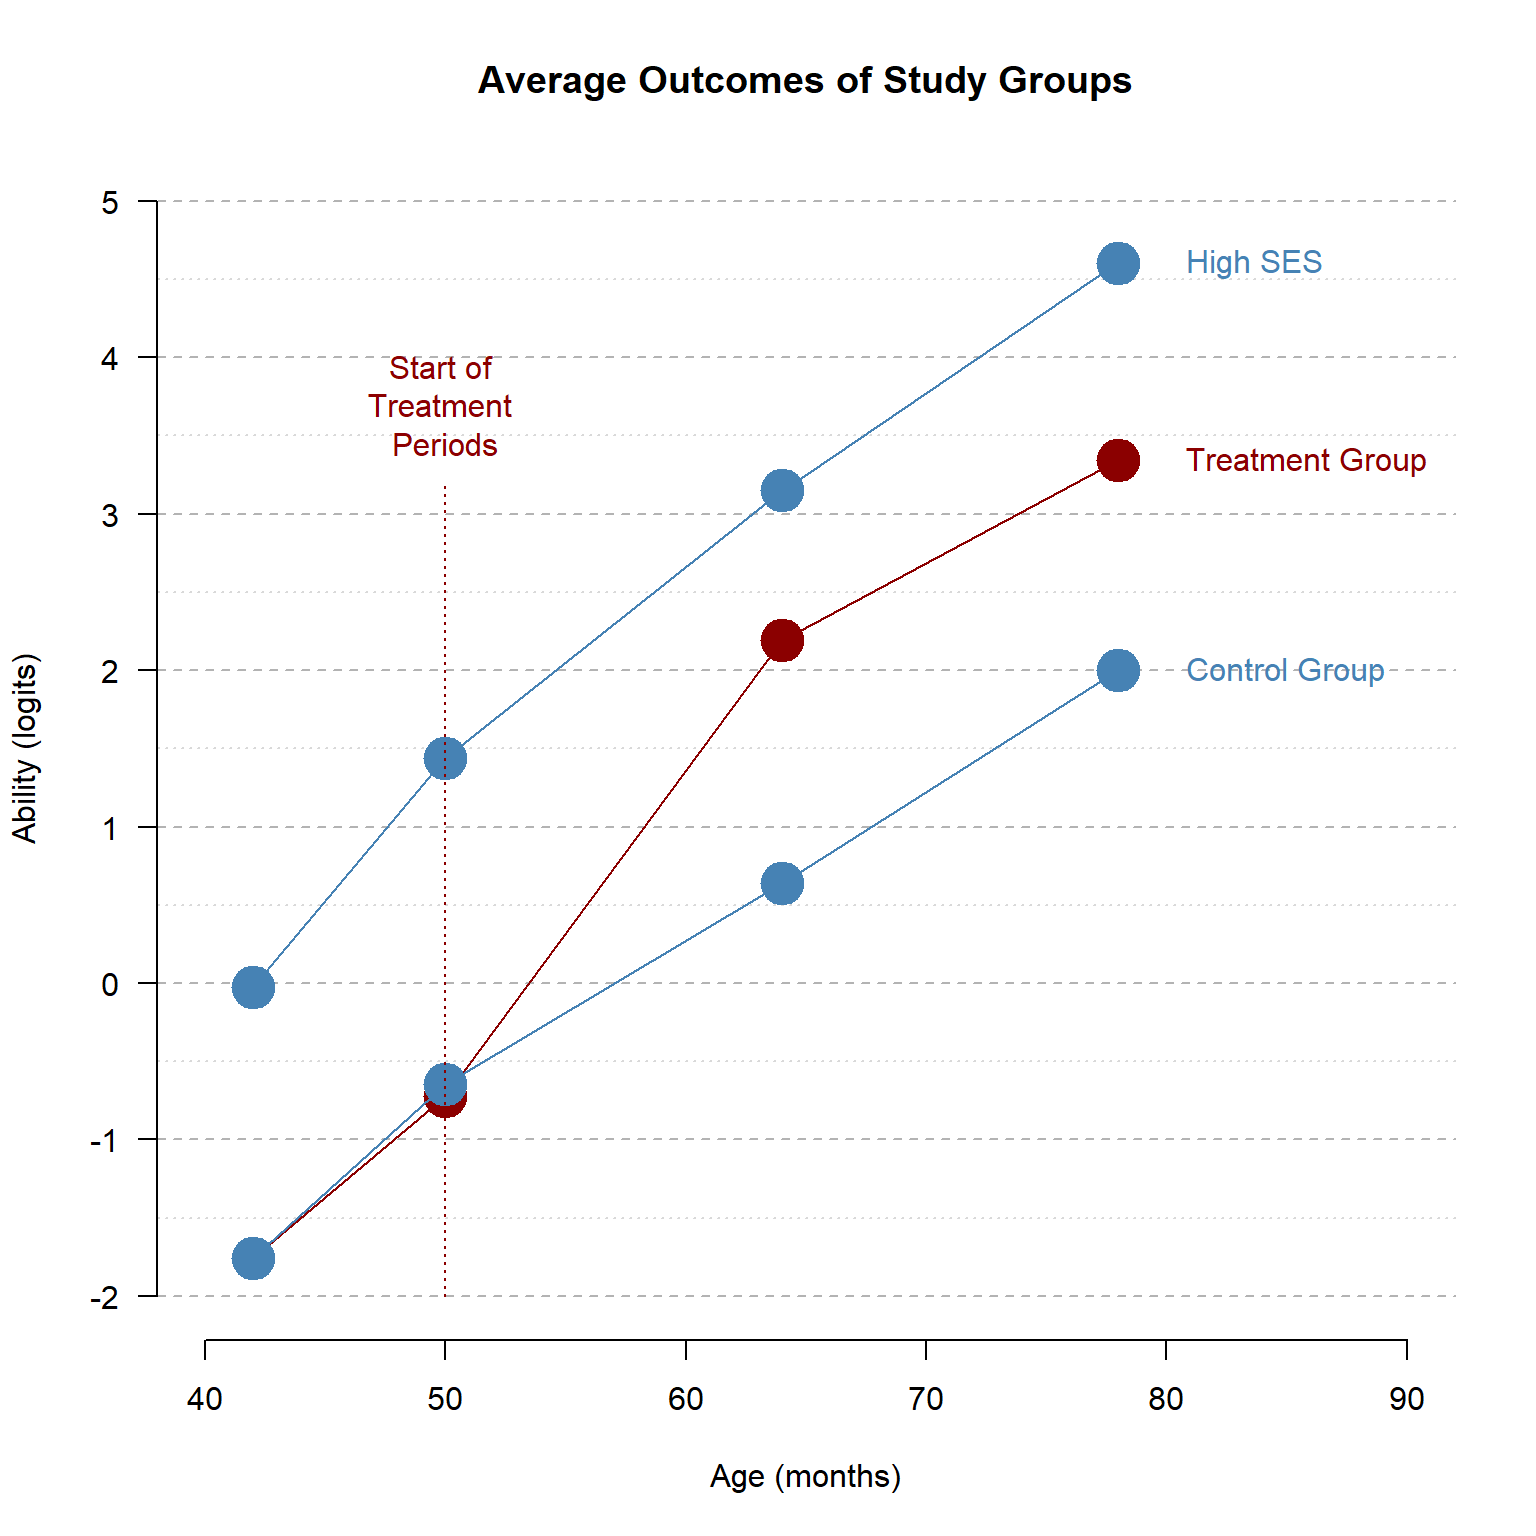 Average Outcomes of Study Groups
5
High SES
4
Start of
Treatment
Periods
Treatment Group
3
2
Control Group
Ability (logits)
1
0
-1
-2
40 50 60 70 80 90
Age (months)